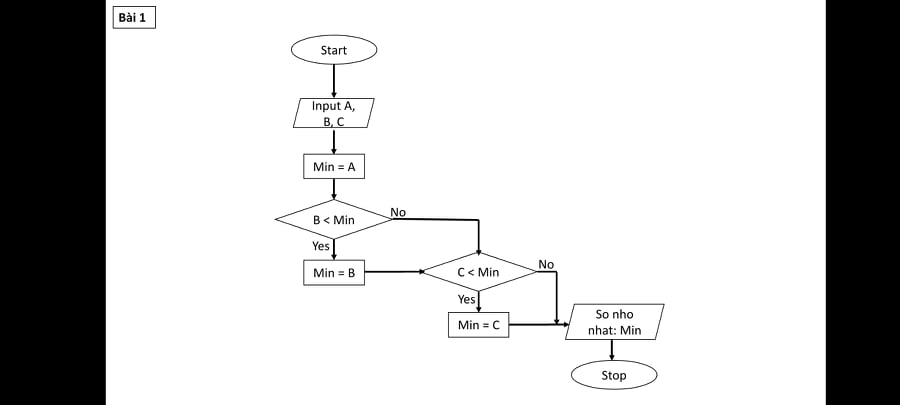 Bài 1
Start
Input A,
B, C
Min = A
B < Min
No
Yes
Min = B
C < Min
No
Yes
Min = C
So nho
nhat: Min
Stop